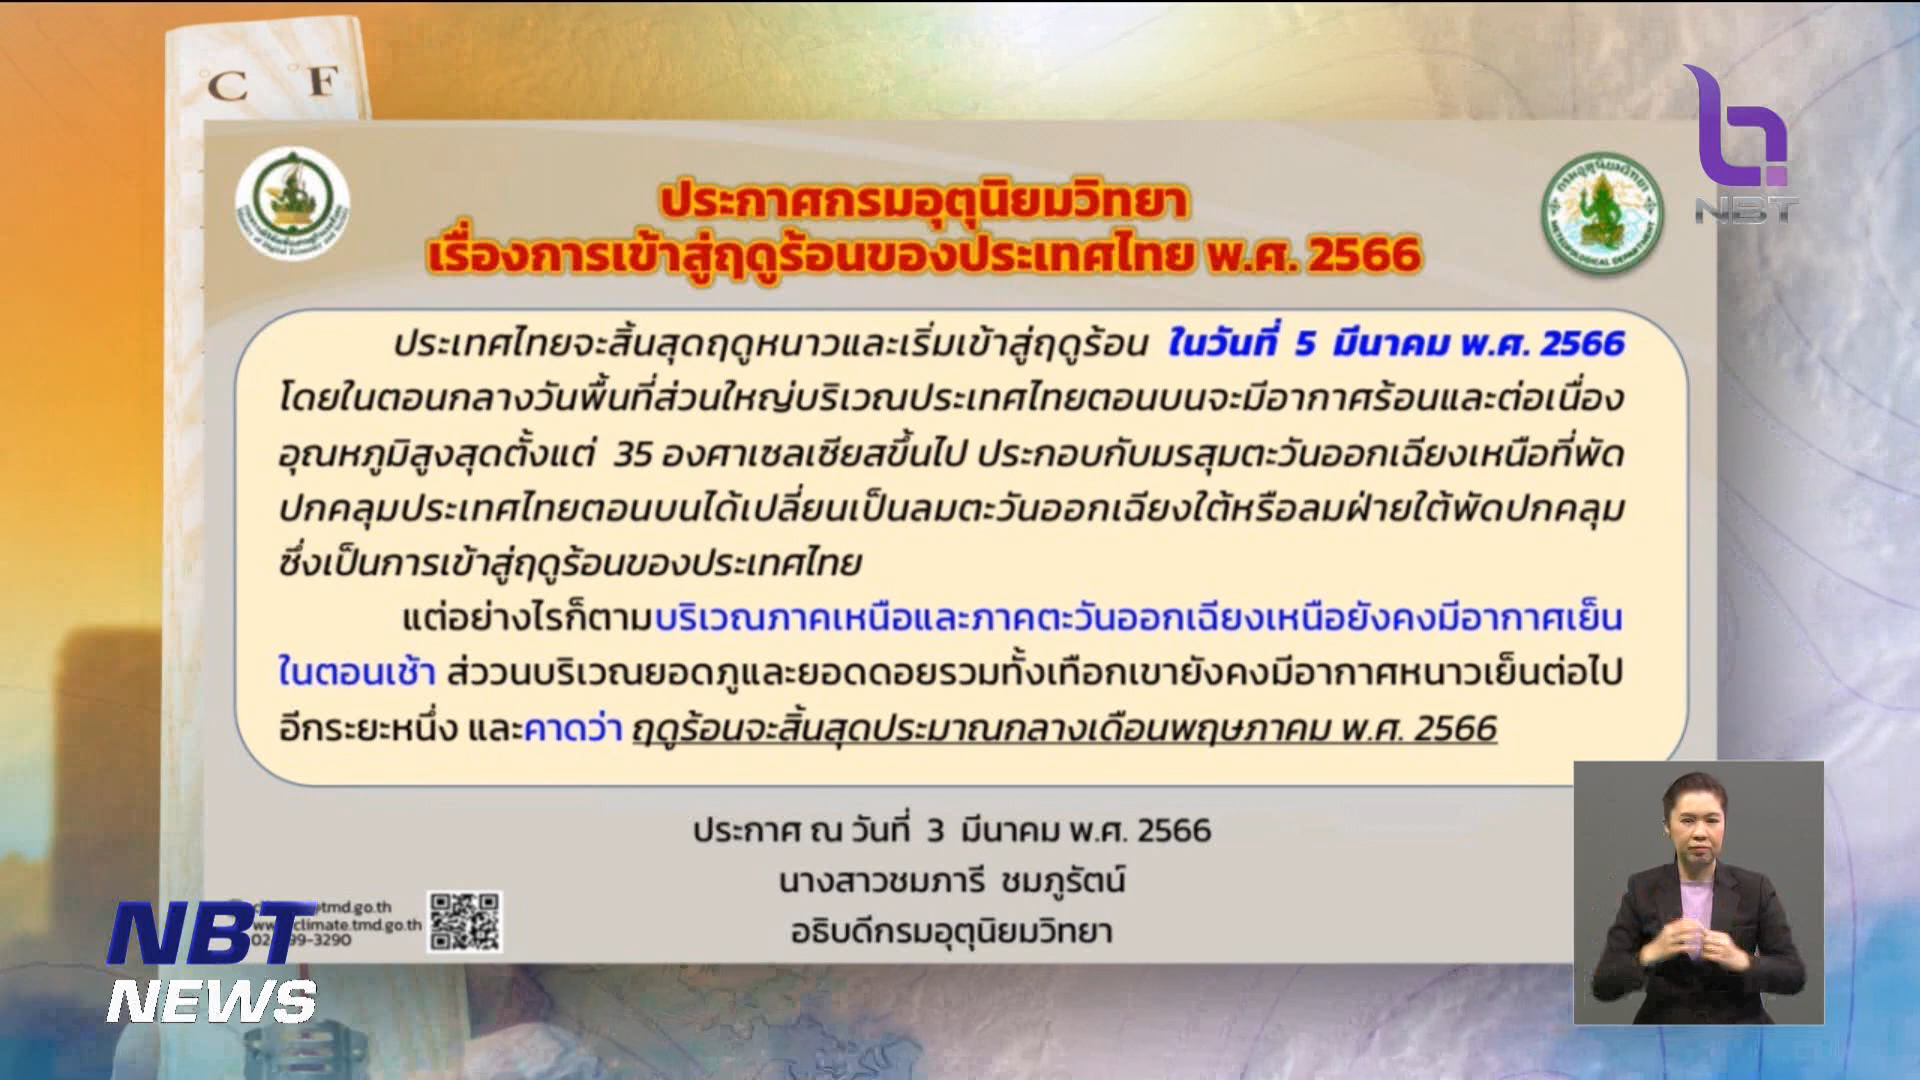 °C °F
NBT
ประกาศกรมอุตุนิยมวิทยา
เรื่องการเข้าสู่ฤดูร้อนของประเทศไทย พ.ศ. 2566
ประเทศไทยจะสิ้นสุดฤดูหนาวและเริ่มเข้าสู่ฤดูร้อน ในวันที่ 5 มีนาคม พ.ศ. 2566
โดยในตอนกลางวันพื้นที่ส่วนใหญ่บริเวณประเทศไทยตอนบนจะมีอากาศร้อนและต่อเนื่อง
อุณหภูมิสูงสุดตั้งแต่ 35 องศาเซลเซียสขึ้นไป ประกอบกับมรสุมตะวันออกเฉียงเหนือที่พัด
ปกคลุมประเทศไทยตอนบนได้เปลี่ยนเป็นลมตะวันออกเฉียงใต้หรือลมฝ่ายใต้พัดปกคลุม
ซึ่งเป็นการเข้าสู่ฤดูร้อนของประเทศไทย
แต่อย่างไรก็ตามบริเวณภาคเหนือและภาคตะวันออกเฉียงเหนือยังคงมีอากาศเย็น
ในตอนเช้า ส่ววนบริเวณยอดภูและยอดดอยรวมทั้งเทือกเขายังคงมีอากาศหนาวเย็นต่อไป
อีกระยะหนึ่ง และคาดว่า ฤดูร้อนจะสิ้นสุดประมาณกลางเดือนพฤษภาคม พ.ศ. 2566
ประกาศ ณ วันที่ 3 มีนาคม พ.ศ. 2566
นางสาวชมภารี ชมภูรัตน์
อธิบดีกรมอุตุนิยมวิทยา
tmd.go.th
climate.tmd.go.th
99-3290
กรมอุตุนิยมวิทยา
METEOROLOGICAL DEPARTMENT
NBT
NEWS